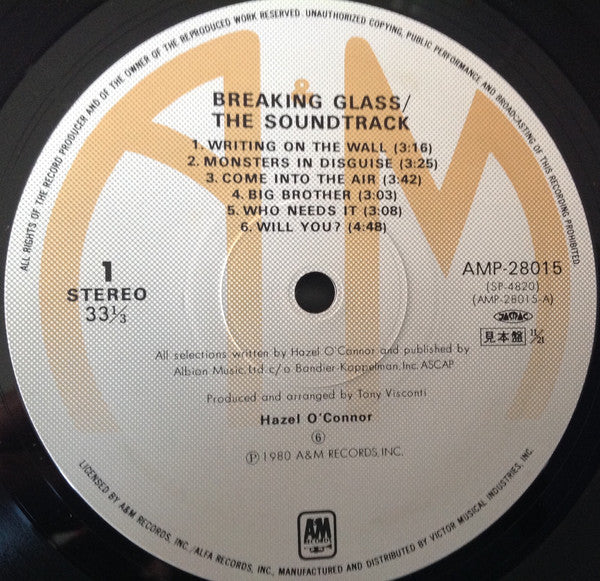 ALL RIGHTS OF THE RECORD PRODUCER AND OF THE OWNER OF THE REPRODUCED WORK RESERVED. UNAUTHORIZED COPYING, PUBLIC PERFORMANCE AND BROADCASTING OF THIS RECORDING PROHIBITED.
A&M
BREAKING GLASS/
THE SOUNDTRACK
1. WRITING ON THE WALL (3:16)
2. MONSTERS IN DISGUISE (3:25)
3. COME INTO THE AIR (3:42)
4. BIG BROTHER (3:03)
5. WHO NEEDS IT (3:08)
6. WILL YOU? (4:48)
1
STEREO
33⅓
AMP-28015
(SP-4820)
(AMP-28015-A)
見本盤 11/21
All selections written by Hazel O'Connor and published by
Albion Music, Ltd. c/o Bandier-Koppelman, Inc. ASCAP
Produced and arranged by Tony Visconti
Hazel O'Connor
⑥
Ⓟ 1980 A&M RECORDS, INC.
A&M
RECORDS
LICENSED BY A&M RECORDS, INC./ALFA RECORDS, INC. MANUFACTURED AND DISTRIBUTED BY VICTOR MUSICAL INDUSTRIES, INC.